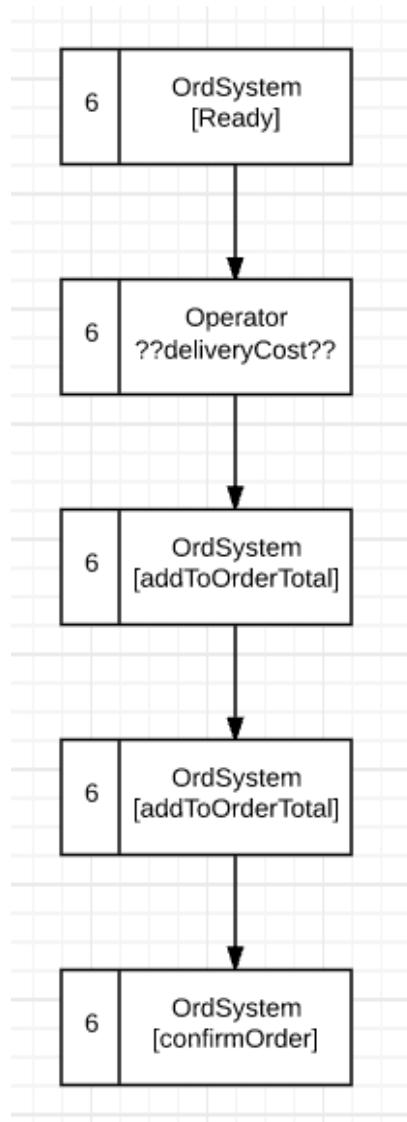 6
OrdSystem
[Ready]
6
Operator
??deliveryCost??
6
OrdSystem
[addToOrderTotal]
6
OrdSystem
[addToOrderTotal]
6
OrdSystem
[confirmOrder]